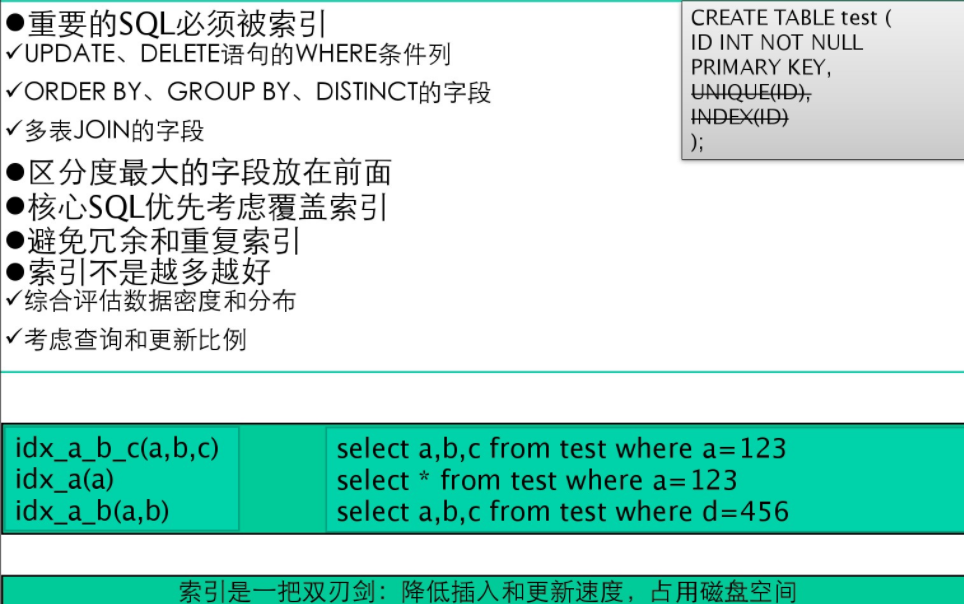 ●重要的SQL必须被索引
✓UPDATE、DELETE语句的WHERE条件列
✓ORDER BY、GROUP BY、DISTINCT的字段
✓多表JOIN的字段
●区分度最大的字段放在前面
●核心SQL优先考虑覆盖索引
●避免冗余和重复索引
●索引不是越多越好
✓综合评估数据密度和分布
✓考虑查询和更新比例
CREATE TABLE test (
ID INT NOT NULL
PRIMARY KEY,
UNIQUE(ID),
INDEX(ID)
);
idx_a_b_c(a,b,c)
idx_a(a)
idx_a_b(a,b)
select a,b,c from test where a=123
select * from test where a=123
select a,b,c from test where d=456
索引是一把双刃剑：降低插入和更新速度，占用磁盘空间